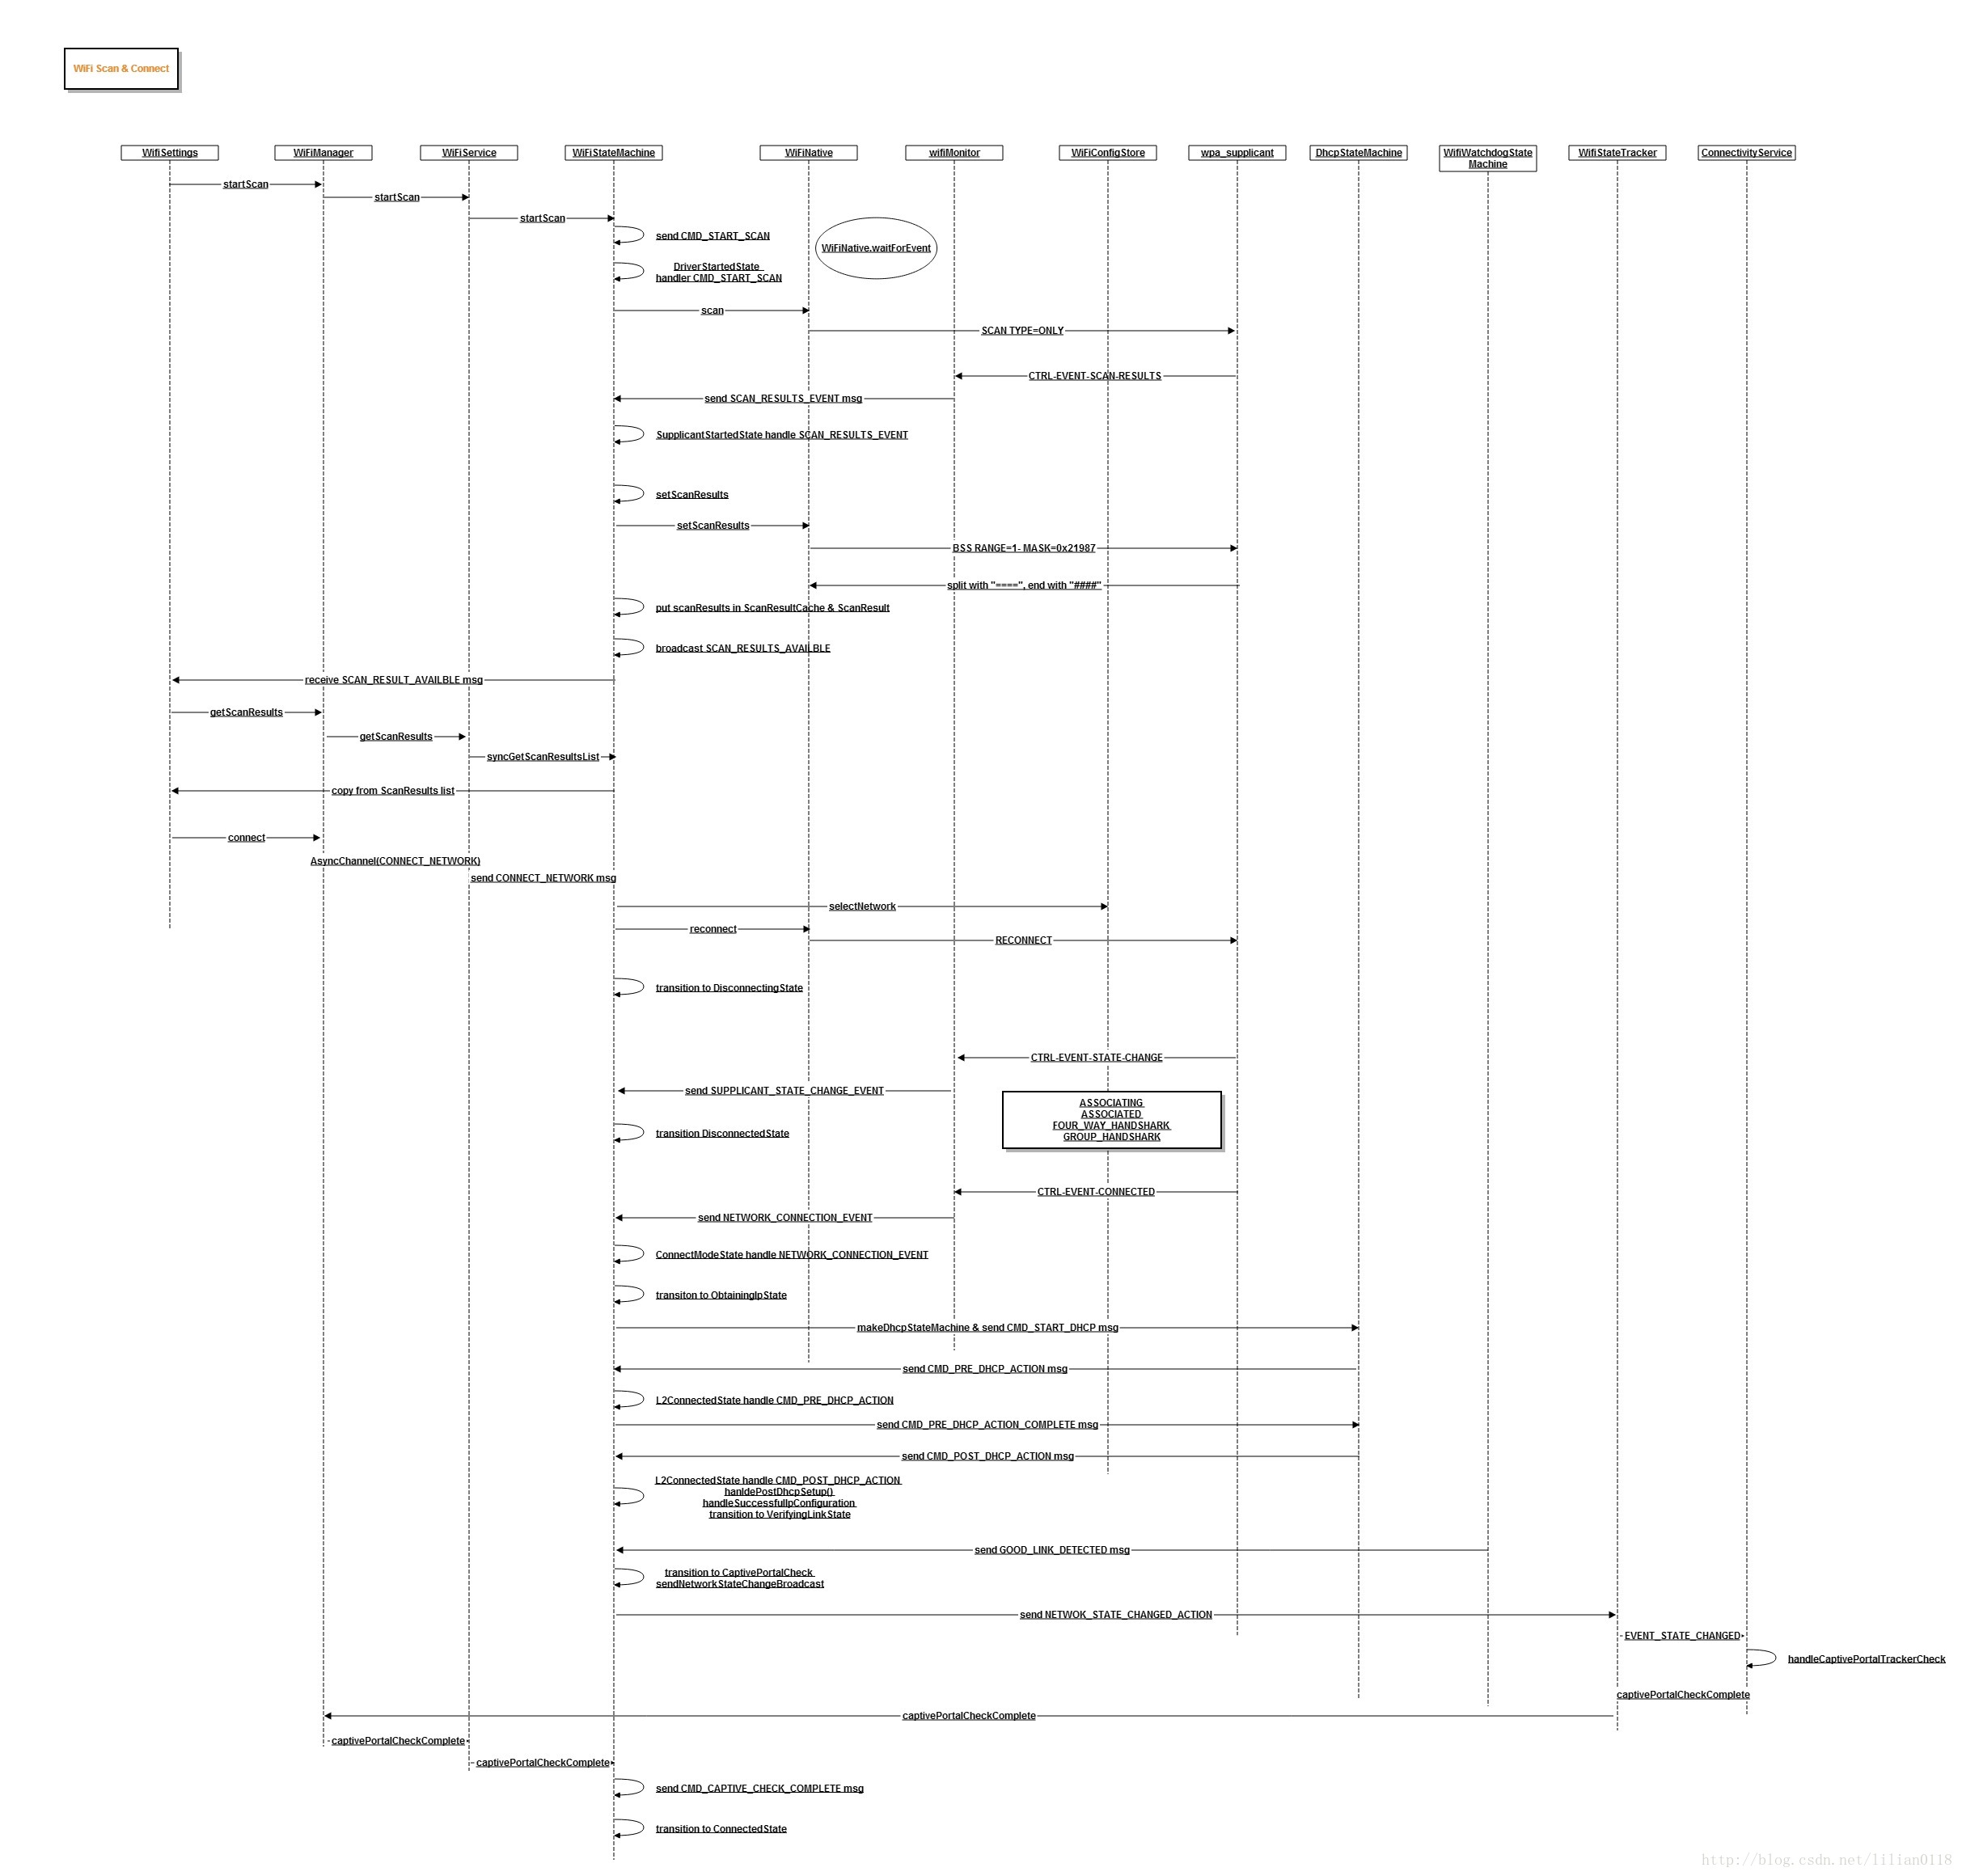 WiFi Scan & Connect
WifiSettings
WiFiManager
WiFiService
WiFiStateMachine
WiFiNative
wifiMonitor
WiFiConfigStore
wpa_supplicant
DhcpStateMachine
WifiWatchdogState
Machine
WifiStateTracker
ConnectivityService
startScan
startScan
startScan
send CMD_START_SCAN
WiFiNative.waitForEvent
DriverStartedState
handler CMD_START_SCAN
scan
SCAN TYPE=ONLY
CTRL-EVENT-SCAN-RESULTS
send SCAN_RESULTS_EVENT msg
SupplicantStartedState handle SCAN_RESULTS_EVENT
setScanResults
setScanResults
BSS RANGE=1- MASK=0x21987
split with "====", end with "####"
put scanResults in ScanResultCache & ScanResult
broadcast SCAN_RESULTS_AVAILBLE
receive SCAN_RESULT_AVAILBLE msg
getScanResults
getScanResults
syncGetScanResultsList
copy from ScanResults list
connect
AsyncChannel(CONNECT_NETWORK)
send CONNECT_NETWORK msg
selectNetwork
reconnect
RECONNECT
transition to DisconnectingState
CTRL-EVENT-STATE-CHANGE
send SUPPLICANT_STATE_CHANGE_EVENT
ASSOCIATING
ASSOCIATED
FOUR_WAY_HANDSHARK
GROUP_HANDSHARK
transition DisconnectedState
CTRL-EVENT-CONNECTED
send NETWORK_CONNECTION_EVENT
ConnectModeState handle NETWORK_CONNECTION_EVENT
transiton to ObtainingIpState
makeDhcpStateMachine & send CMD_START_DHCP msg
send CMD_PRE_DHCP_ACTION msg
L2ConnectedState handle CMD_PRE_DHCP_ACTION
send CMD_PRE_DHCP_ACTION_COMPLETE msg
send CMD_POST_DHCP_ACTION msg
L2ConnectedState handle CMD_POST_DHCP_ACTION
hanldePostDhcpSetup()
handleSuccessfulIpConfiguration
transition to VerifyingLinkState
send GOOD_LINK_DETECTED msg
transition to CaptivePortalCheck
sendNetworkStateChangeBroadcast
send NETWOK_STATE_CHANGED_ACTION
EVENT_STATE_CHANGED
handleCaptivePortalTrackerCheck
captivePortalCheckComplete
captivePortalCheckComplete
captivePortalCheckComplete
captivePortalCheckComplete
send CMD_CAPTIVE_CHECK_COMPLETE msg
transition to ConnectedState
http://blog.csdn.net/lilian0118